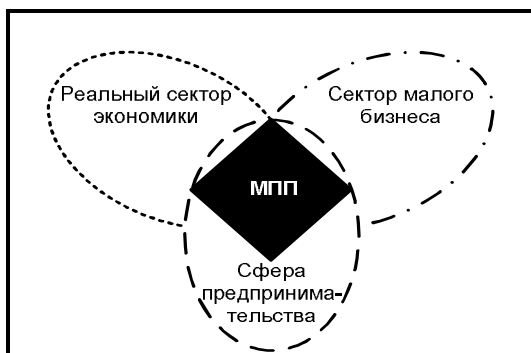 Реальный сектор
экономики
Сектор малого
бизнеса
МПП
Сфера
предпринима-
тельства